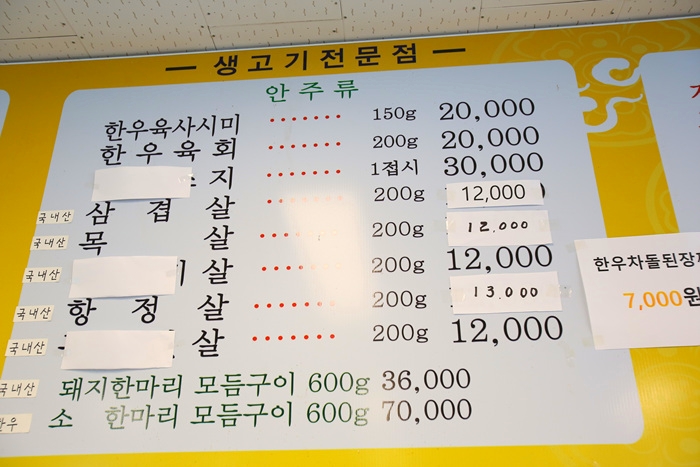 생고기전문점
안주류
한우육사시미 ······· 150g 20,000
한우육회 ······· 200g 20,000
지 ······· 1접시 30,000
국내산 삼겹살 ······· 200g 12,000
국내산 목살 ······· 200g 12.000
국내산 살 ······· 200g 12,000
국내산 항정살 ······· 200g 13.000
국내산 살 ······· 200g 12,000
국내산 돼지한마리 모듬구이 600g 36,000
소 한마리 모듬구이 600g 70,000
한우차돌된장
7,000원